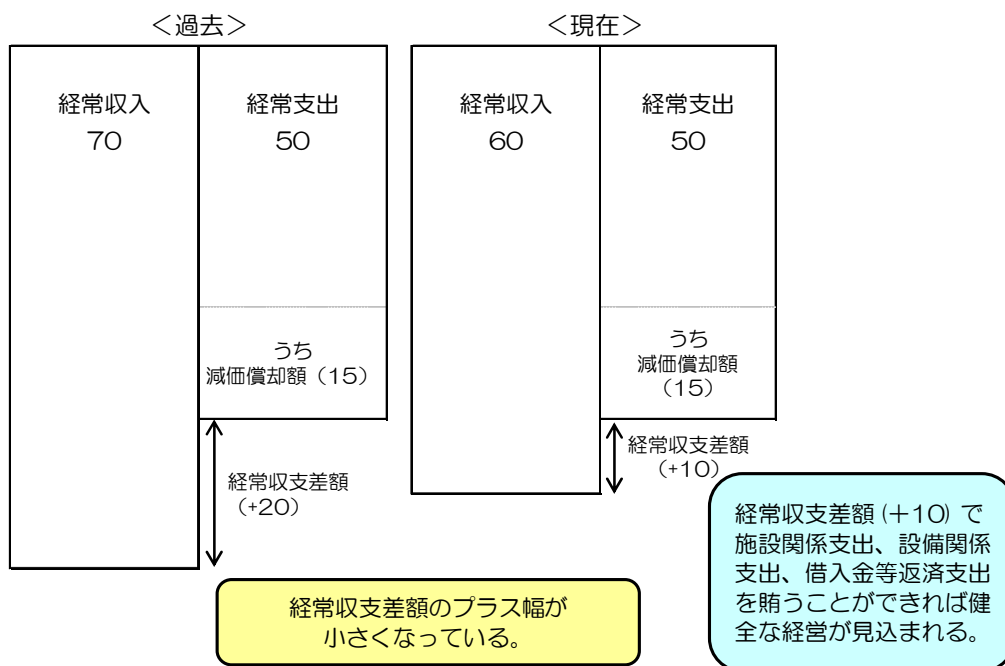 ＜過去＞
経常収入
70
経常支出
50
うち
減価償却額（15）
経常収支差額
(+20)
＜現在＞
経常収入
60
経常支出
50
うち
減価償却額
（15）
経常収支差額
(+10)
経常収支差額のプラス幅が
小さくなっている。
経常収支差額(＋10)で
施設関係支出、設備関係
支出、借入金等返済支出
を賄うことができれば健
全な経営が見込まれる。